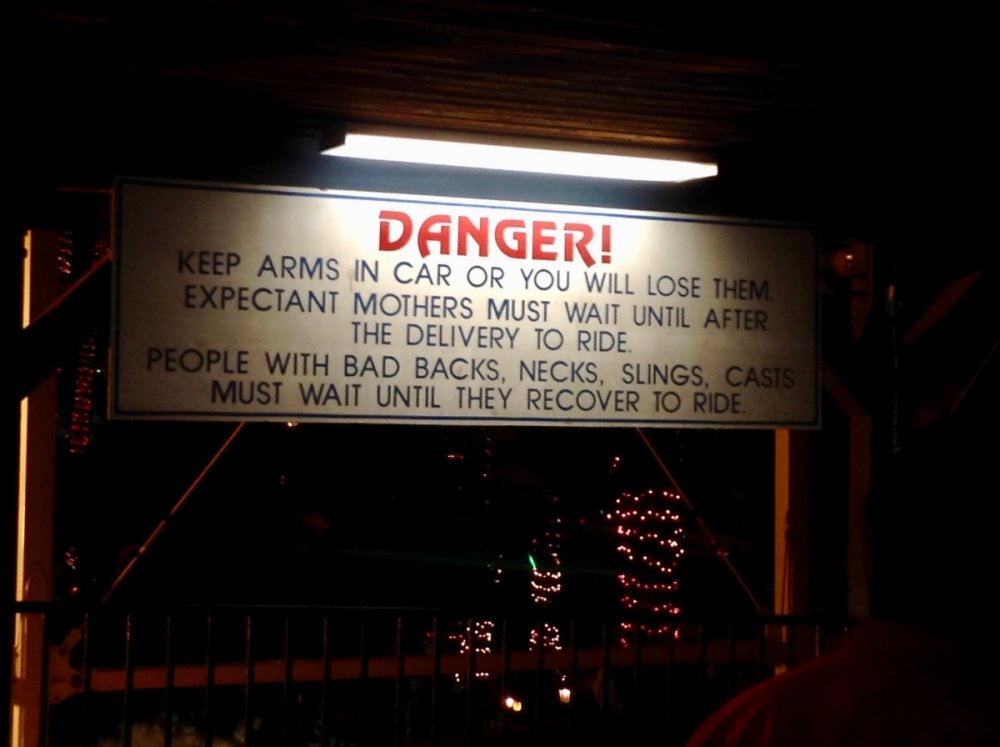 DANGER!
KEEP ARMS IN CAR OR YOU WILL LOSE THEM.
EXPECTANT MOTHERS MUST WAIT UNTIL AFTER
THE DELIVERY TO RIDE.
PEOPLE WITH BAD BACKS, NECKS, SLINGS, CASTS
MUST WAIT UNTIL THEY RECOVER TO RIDE.